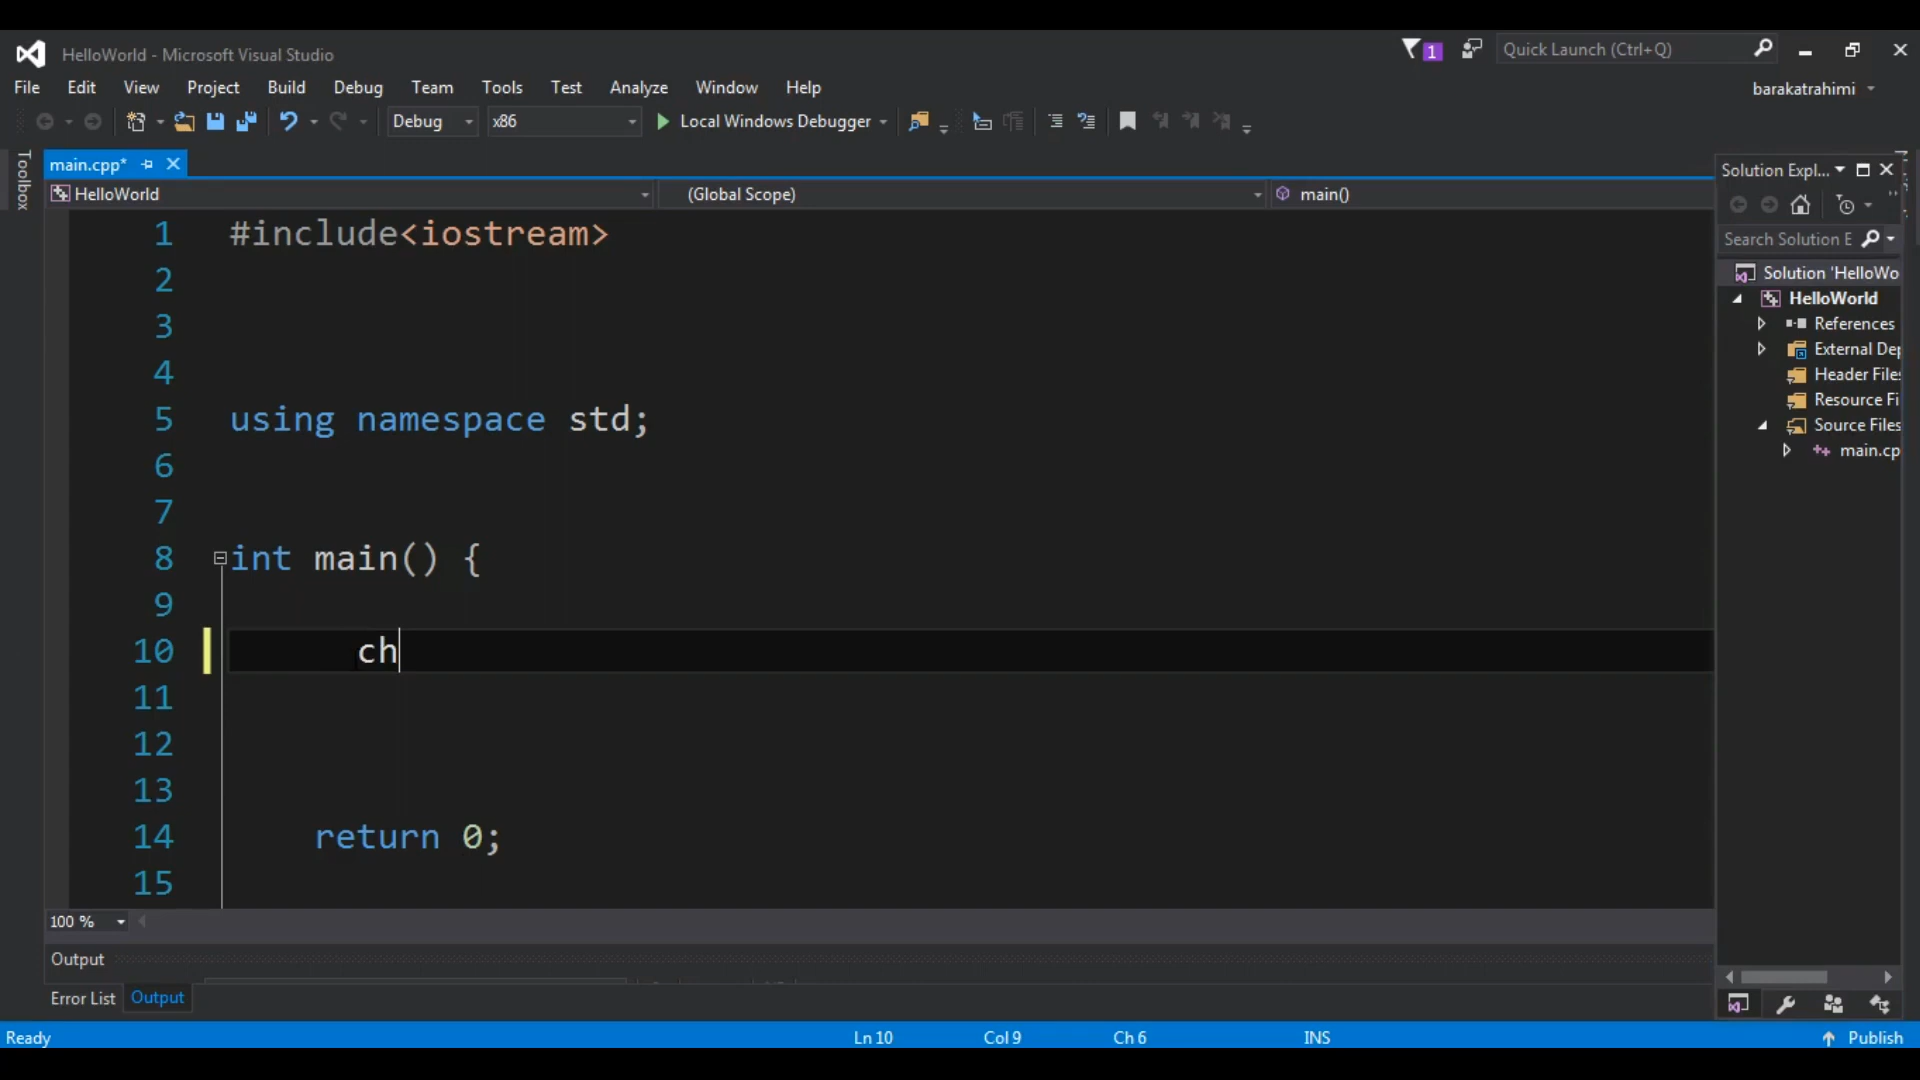 HelloWorld - Microsoft Visual Studio
1
Quick Launch (Ctrl+Q)
File Edit View Project Build Debug Team Tools Test Analyze Window Help
barakatrahimi
Debug x86 Local Windows Debugger
Toolbox
main.cpp*
HelloWorld (Global Scope) main()
1 #include<iostream>
2
3
4
5 using namespace std;
6
7
8 int main() {
9
10 ch
11
12
13
14 return 0;
15
100 %
Output
Error List Output
Solution Expl...
Search Solution E
Solution 'HelloWo
HelloWorld
References
External Dep
Header Files
Resource Fi
Source Files
main.cp
Ready Ln 10 Col 9 Ch 6 INS Publish